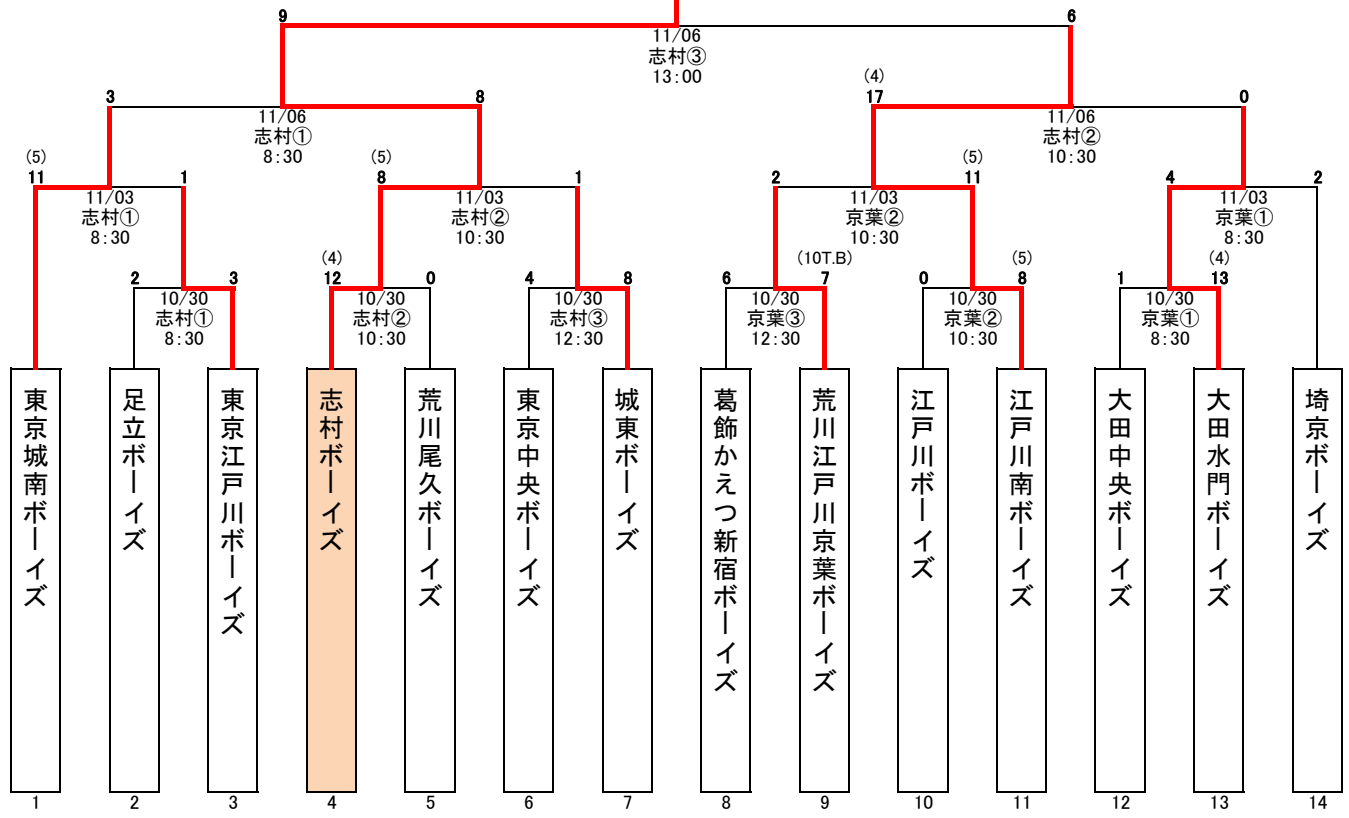 9
6
11/06
志村③
13:00
(4)
3
8
17
0
11/06
志村①
8:30
11/06
志村②
10:30
(5)
(5)
(5)
11
1
8
1
2
11
4
2
11/03
志村①
8:30
11/03
志村②
10:30
11/03
京葉②
10:30
11/03
京葉①
8:30
(4)
(10T.B)
(5)
(4)
2
3
12
0
4
8
6
7
0
8
1
13
10/30
志村①
8:30
10/30
志村②
10:30
10/30
志村③
12:30
10/30
京葉③
12:30
10/30
京葉②
10:30
10/30
京葉①
8:30
東京城南ボーイズ
足立ボーイズ
東京江戸川ボーイズ
志村ボーイズ
荒川尾久ボーイズ
東京中央ボーイズ
城東ボーイズ
葛飾かえつ新宿ボーイズ
荒川江戸川京葉ボーイズ
江戸川ボーイズ
江戸川南ボーイズ
大田中央ボーイズ
大田水門ボーイズ
埼京ボーイズ
1
2
3
4
5
6
7
8
9
10
11
12
13
14